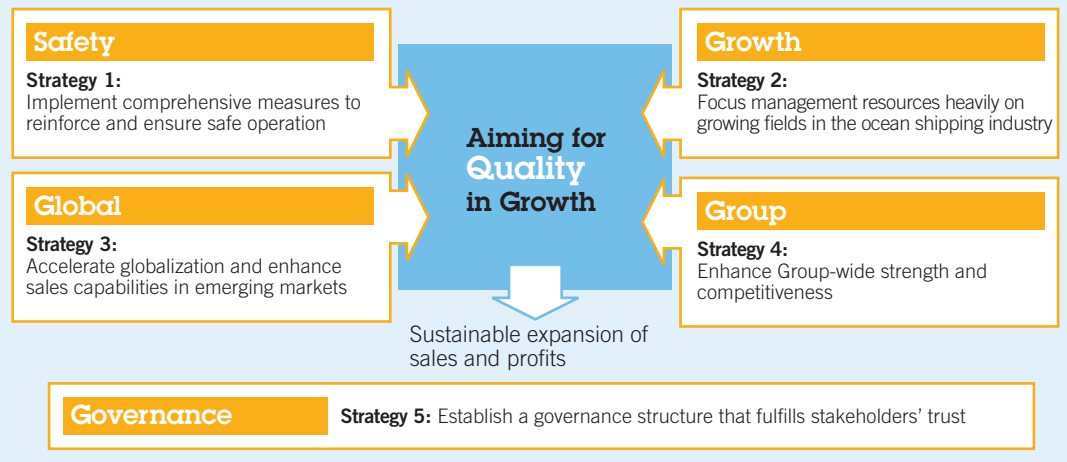 Safety
Strategy 1:
Implement comprehensive measures to
reinforce and ensure safe operation
Growth
Strategy 2:
Focus management resources heavily on
growing fields in the ocean shipping industry
Aiming for
Quality
in Growth
Global
Strategy 3:
Accelerate globalization and enhance
sales capabilities in emerging markets
Group
Strategy 4:
Enhance Group-wide strength and
competitiveness
Sustainable expansion of
sales and profits
Governance
Strategy 5: Establish a governance structure that fulfills stakeholders’ trust